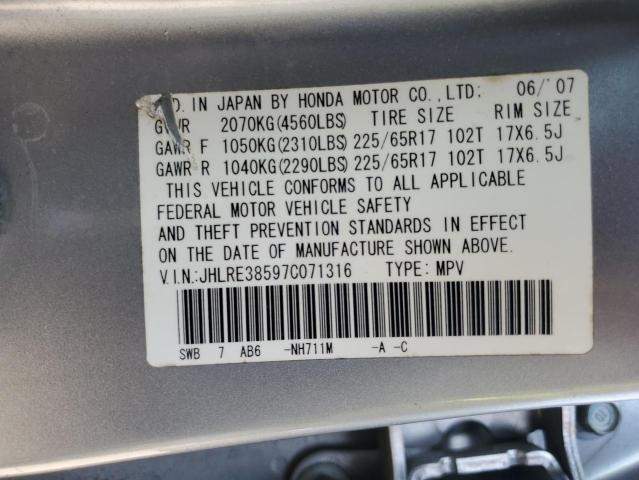 D. IN JAPAN BY HONDA MOTOR CO., LTD: 06/'07
2070KG(4560LBS) TIRE SIZE RIM SIZE
GAWR F 1050KG(2310LBS) 225/65R17 102T 17X6.5J
GAWR R 1040KG(2290LBS) 225/65R17 102T 17X6.5J
THIS VEHICLE CONFORMS TO ALL APPLICABLE
FEDERAL MOTOR VEHICLE SAFETY
AND THEFT PREVENTION STANDARDS IN EFFECT
ON THE DATE OF MANUFACTURE SHOWN ABOVE.
V.I.N.:JHLRE38597C071316 TYPE: MPV
SWB 7 AB6 -NH711M -A -C